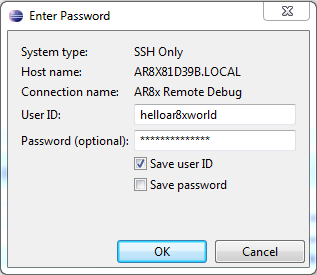 Enter Password
System type: SSH Only
Host name: AR8X81D39B.LOCAL
Connection name: AR8x Remote Debug
User ID: helloar8xworld
Password (optional): **************
Save user ID
Save password
OK Cancel